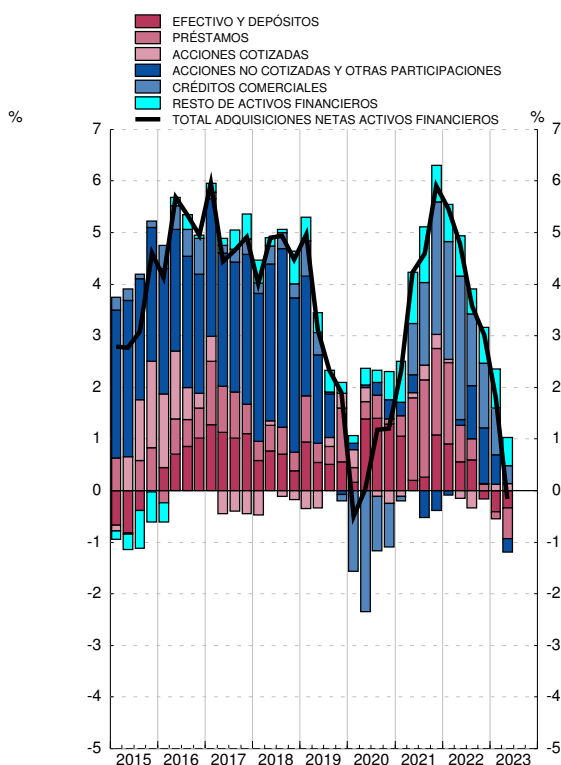 EFECTIVO Y DEPÓSITOS
PRÉSTAMOS
ACCIONES COTIZADAS
ACCIONES NO COTIZADAS Y OTRAS PARTICIPACIONES
CRÉDITOS COMERCIALES
RESTO DE ACTIVOS FINANCIEROS
% TOTAL ADQUISICIONES NETAS ACTIVOS FINANCIEROS %
7 7
6 6
5 5
4 4
3 3
2 2
1 1
0 0
-1 -1
-2 -2
-3 -3
-4 -4
-5 -5
2015 2016 2017 2018 2019 2020 2021 2022 2023